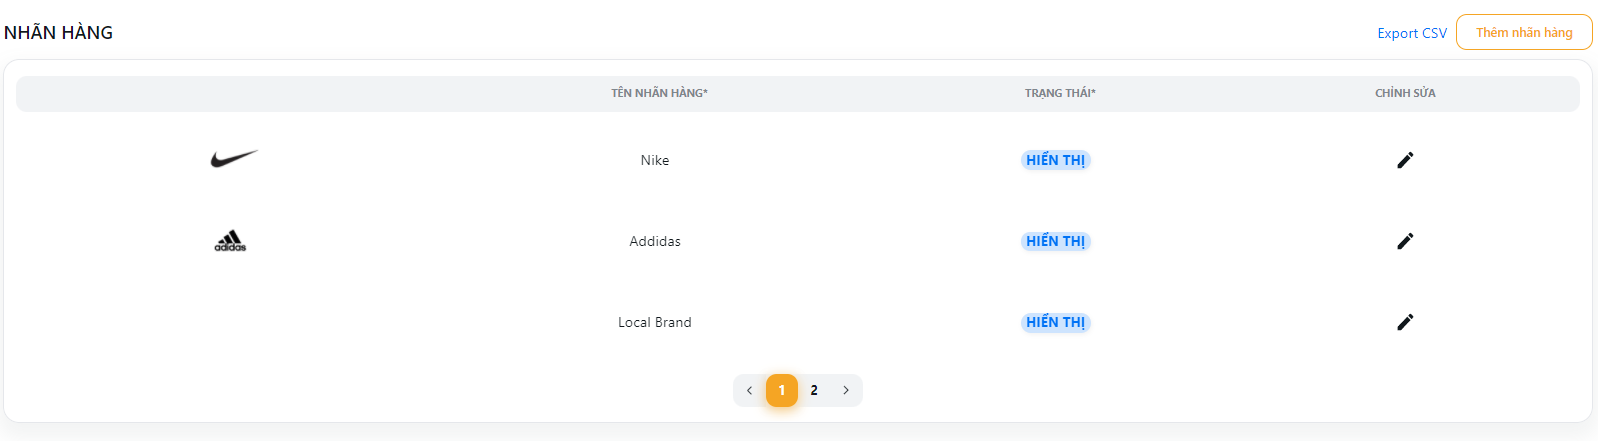 NHÃN HÀNG
Export CSV
Thêm nhãn hàng
TÊN NHÃN HÀNG* TRẠNG THÁI* CHỈNH SỬA
Nike HIỂN THỊ
adidas Addidas HIỂN THỊ
Local Brand HIỂN THỊ
1 2